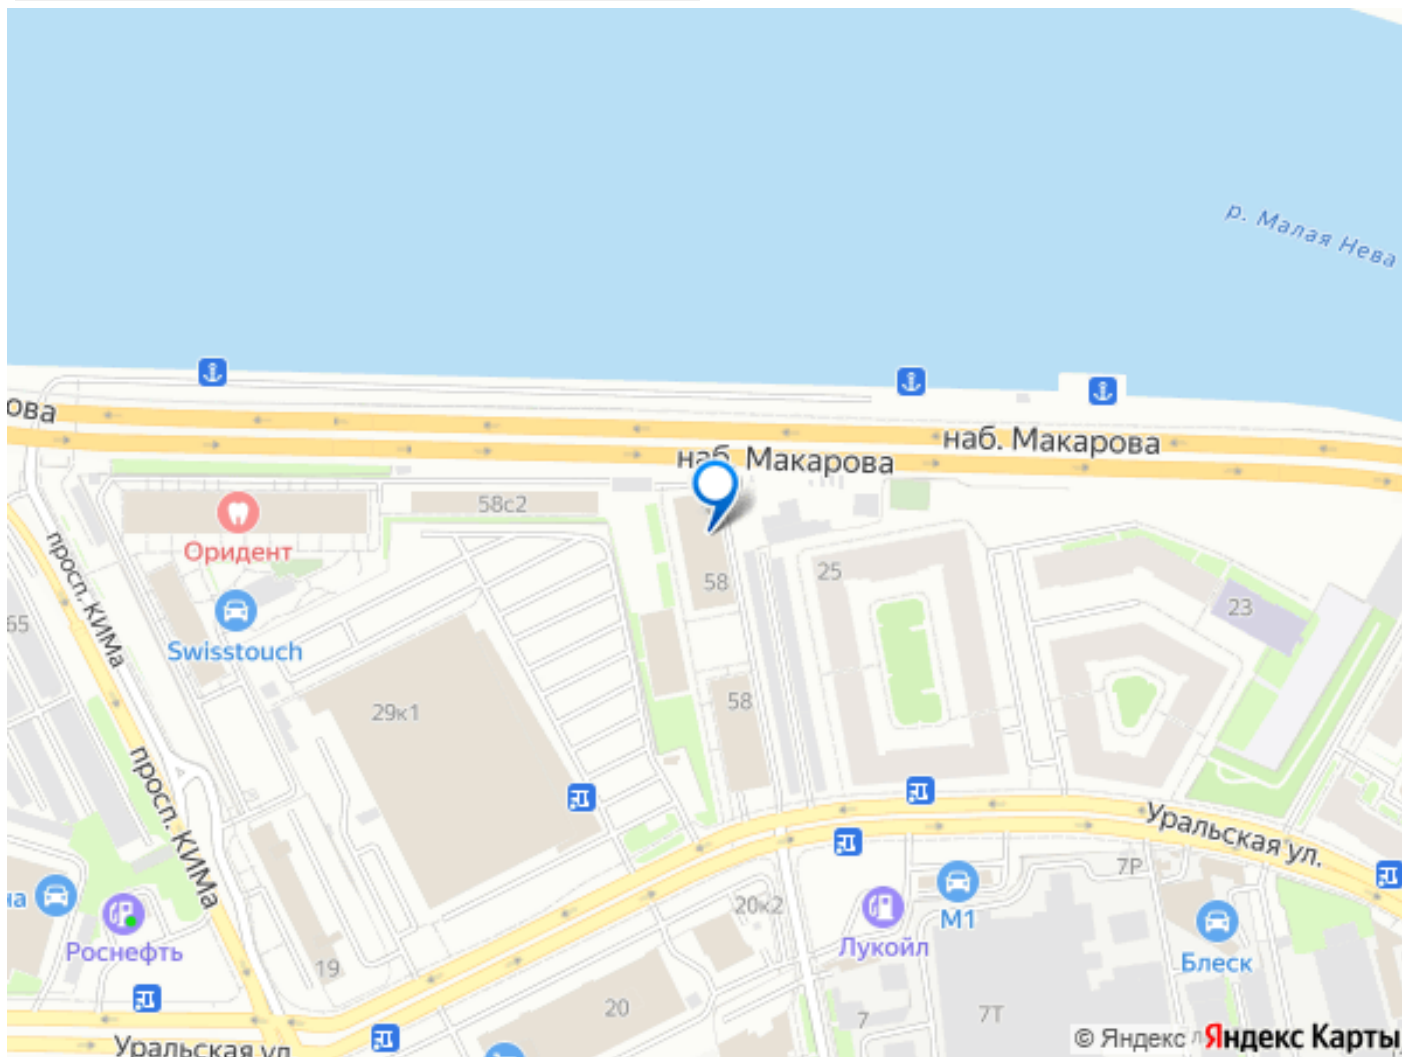 р. Малая Нева
ова
наб. Макарова
наб. Макарова
58с2
Оридент
просп. КИМа
58
25
23
65
Swisstouch
29к1
58
просп. КИМа
Уральская ул.
7Р
на
20к2
М1
Роснефть
Лукойл
Блеск
19
20
7
7Т
Уральская ул
© Яндекс
Яндекс Карты